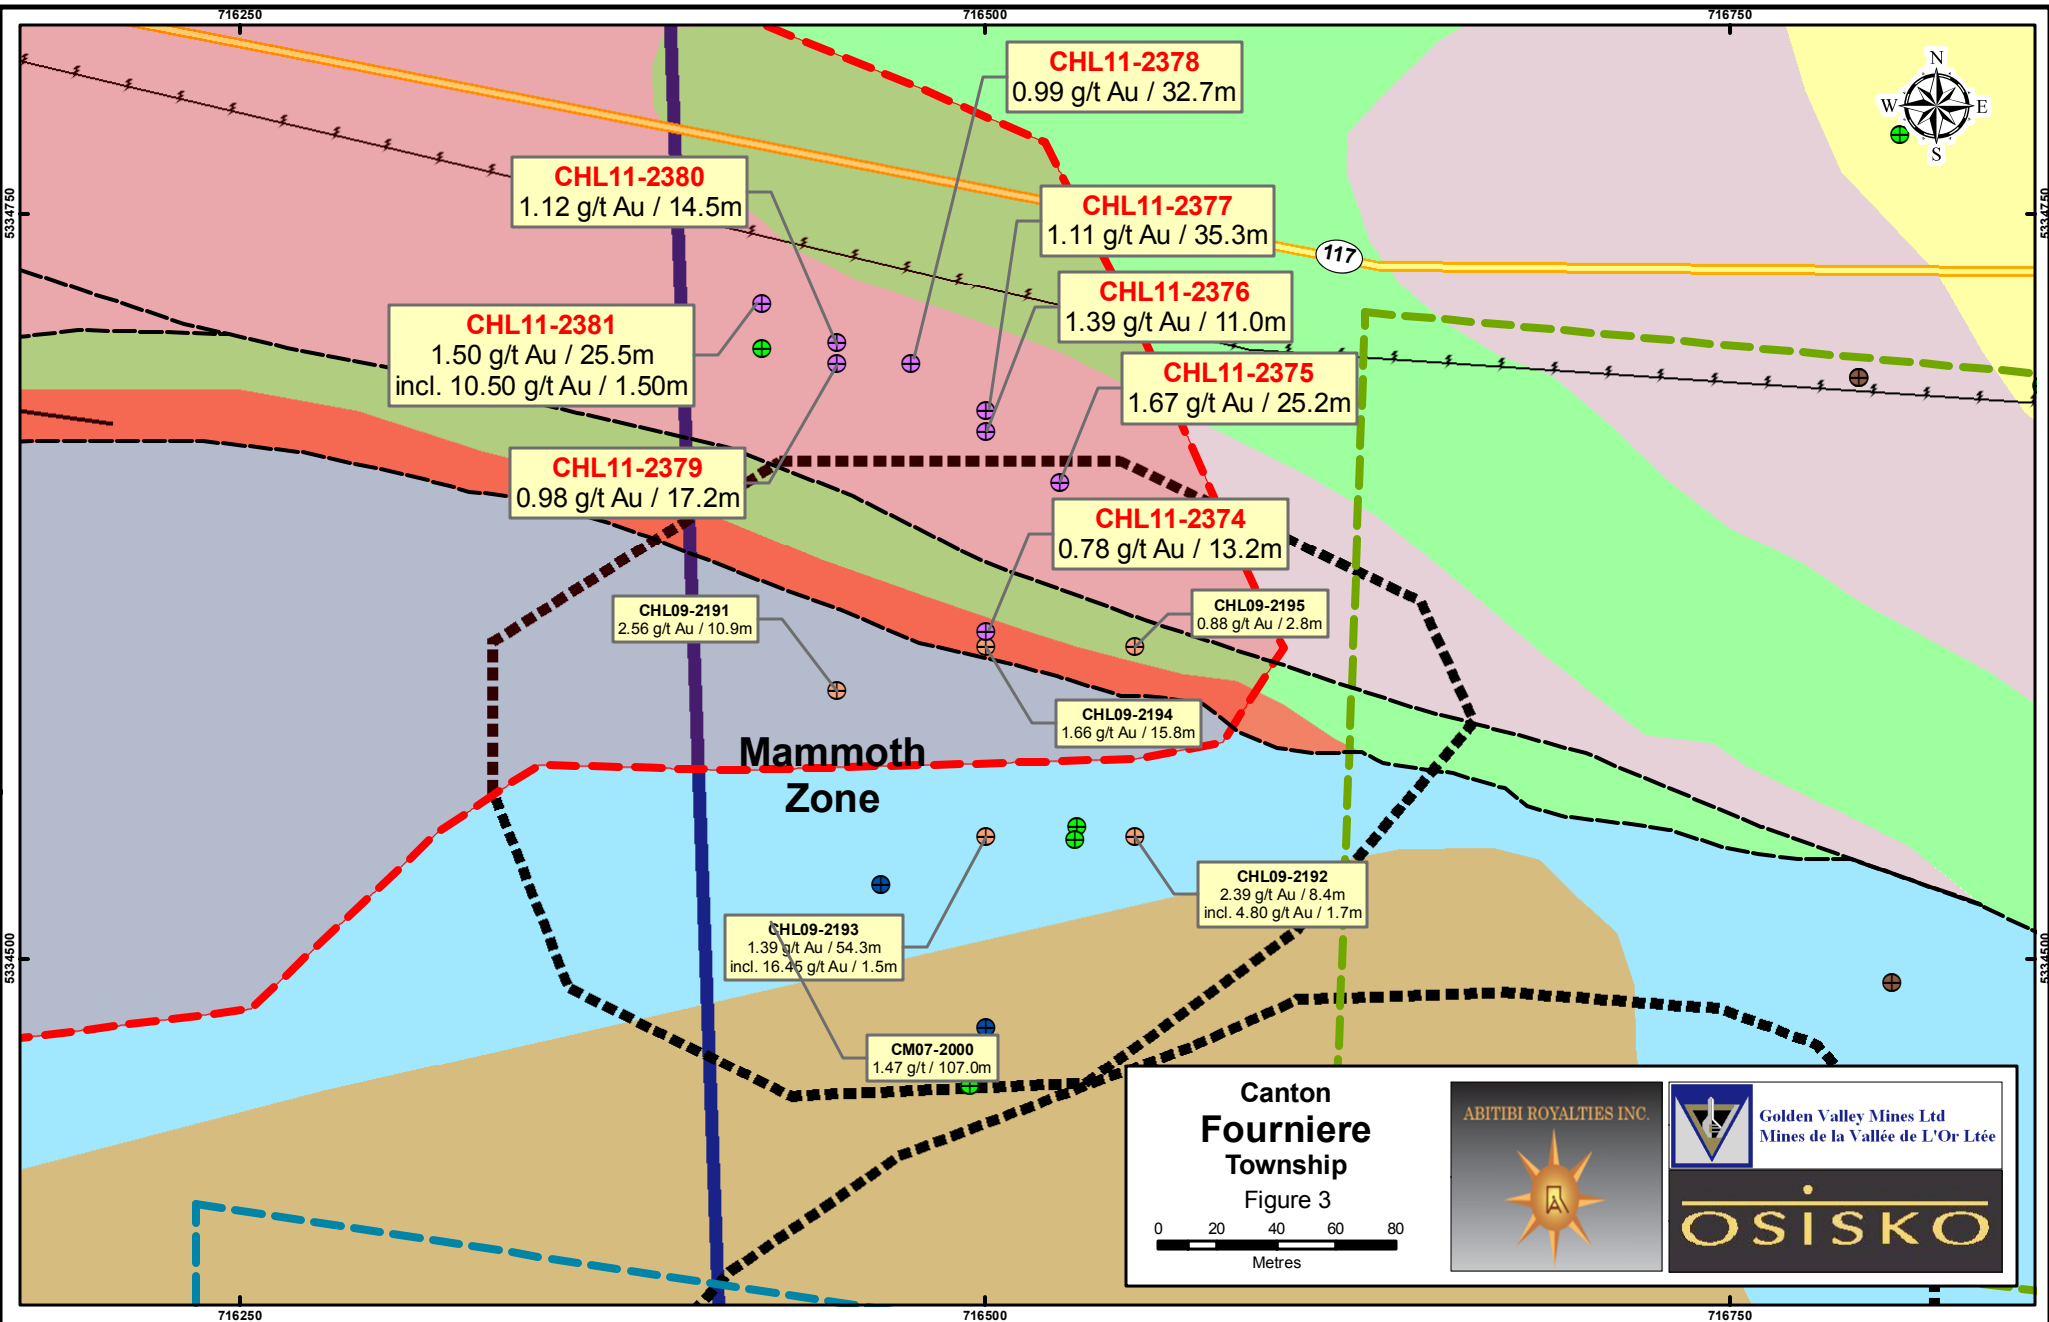 716250
716500
716750
CHL11-2378
0.99 g/t Au / 32.7m
N
W
E
S
CHL11-2380
1.12 g/t Au / 14.5m
CHL11-2377
1.11 g/t Au / 35.3m
5334750
5334750
117
CHL11-2376
1.39 g/t Au / 11.0m
CHL11-2381
1.50 g/t Au / 25.5m
incl. 10.50 g/t Au / 1.50m
CHL11-2375
1.67 g/t Au / 25.2m
CHL11-2379
0.98 g/t Au / 17.2m
CHL11-2374
0.78 g/t Au / 13.2m
CHL09-2191
2.56 g/t Au / 10.9m
CHL09-2195
0.88 g/t Au / 2.8m
CHL09-2194
1.66 g/t Au / 15.8m
Mammoth
Zone
CHL09-2192
2.39 g/t Au / 8.4m
incl. 4.80 g/t Au / 1.7m
CHL09-2193
1.39 g/t Au / 54.3m
incl. 16.45 g/t Au / 1.5m
5334500
5334500
CM07-2000
1.47 g/t / 107.0m
Canton
Fourniere
Township
Figure 3
0 20 40 60 80
Metres
ABITIBI ROYALTIES INC.
Golden Valley Mines Ltd
Mines de la Vallée de L'Or Ltée
OSISKO
716250
716500
716750